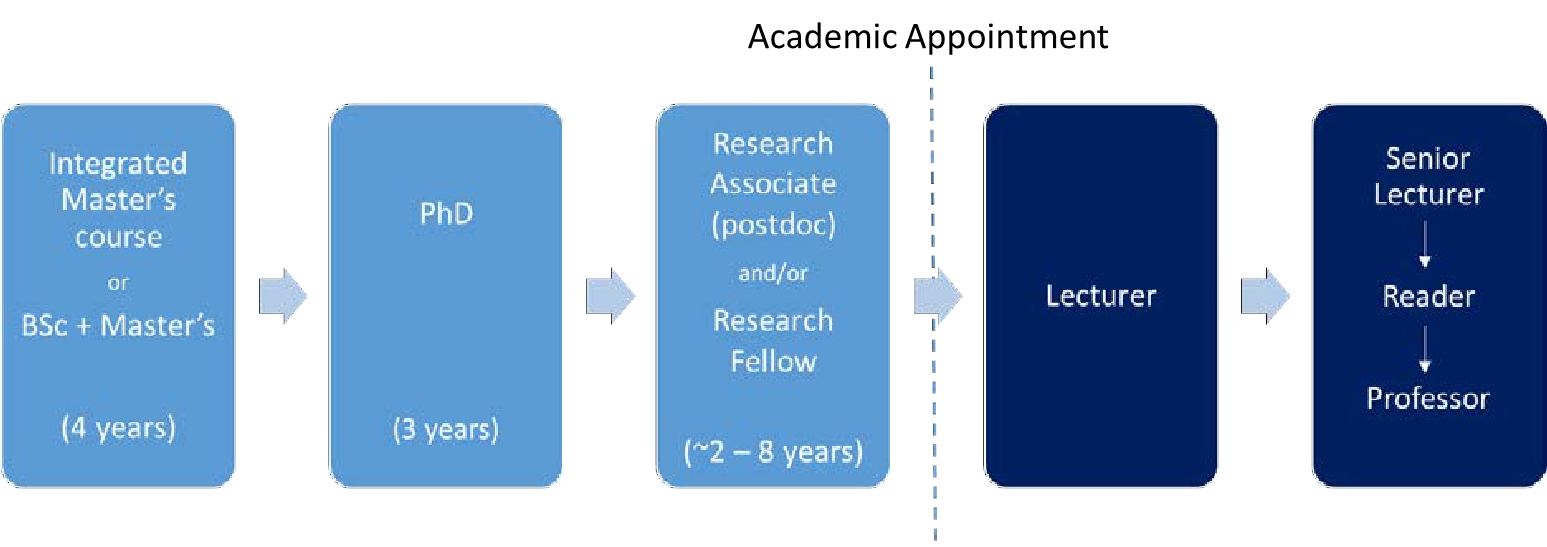 Academic Appointment
Integrated
Master's
course
or
BSc + Master's
(4 years)
PhD
(3 years)
Research
Associate
(postdoc)
and/or
Research
Fellow
(~2 – 8 years)
Lecturer
Senior
Lecturer
Reader
Professor